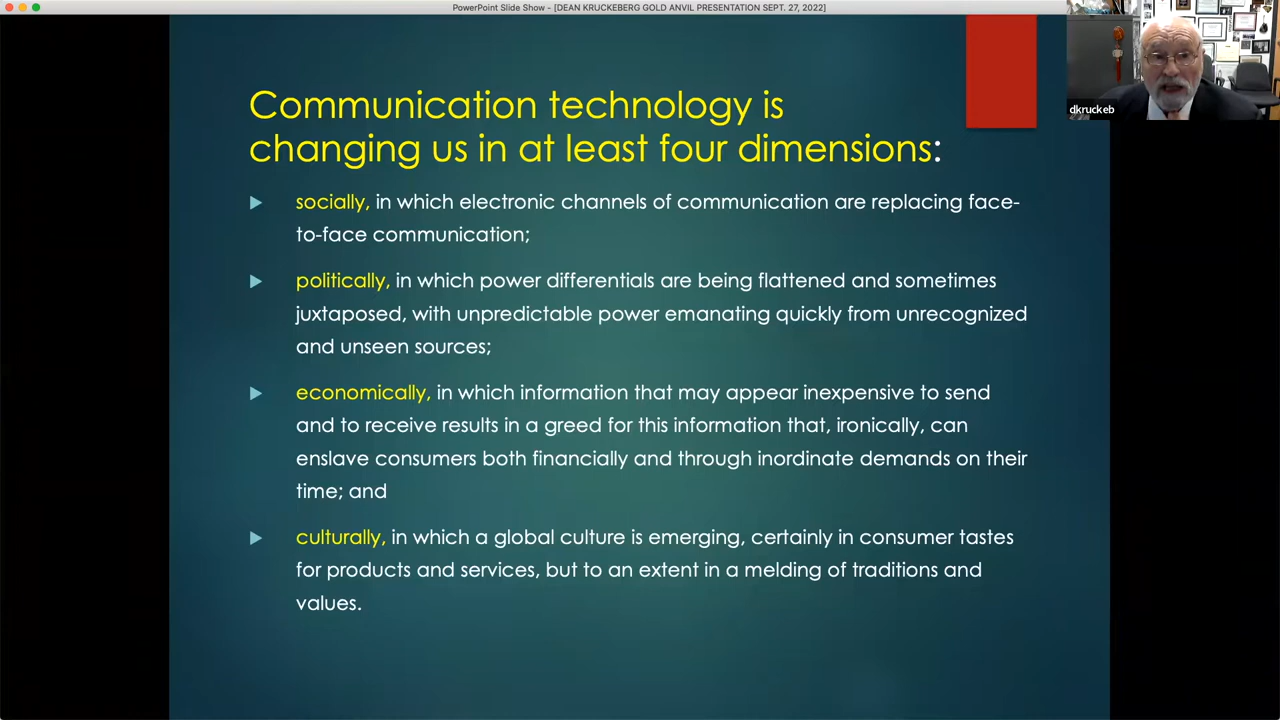 PowerPoint Slide Show - [DEAN KRUCKEBERG GOLD ANVIL PRESENTATION SEPT. 27, 2022]
dkruckeb
Communication technology is
changing us in at least four dimensions:
socially, in which electronic channels of communication are replacing face-
to-face communication;
politically, in which power differentials are being flattened and sometimes
juxtaposed, with unpredictable power emanating quickly from unrecognized
and unseen sources;
economically, in which information that may appear inexpensive to send
and to receive results in a greed for this information that, ironically, can
enslave consumers both financially and through inordinate demands on their
time; and
culturally, in which a global culture is emerging, certainly in consumer tastes
for products and services, but to an extent in a melding of traditions and
values.